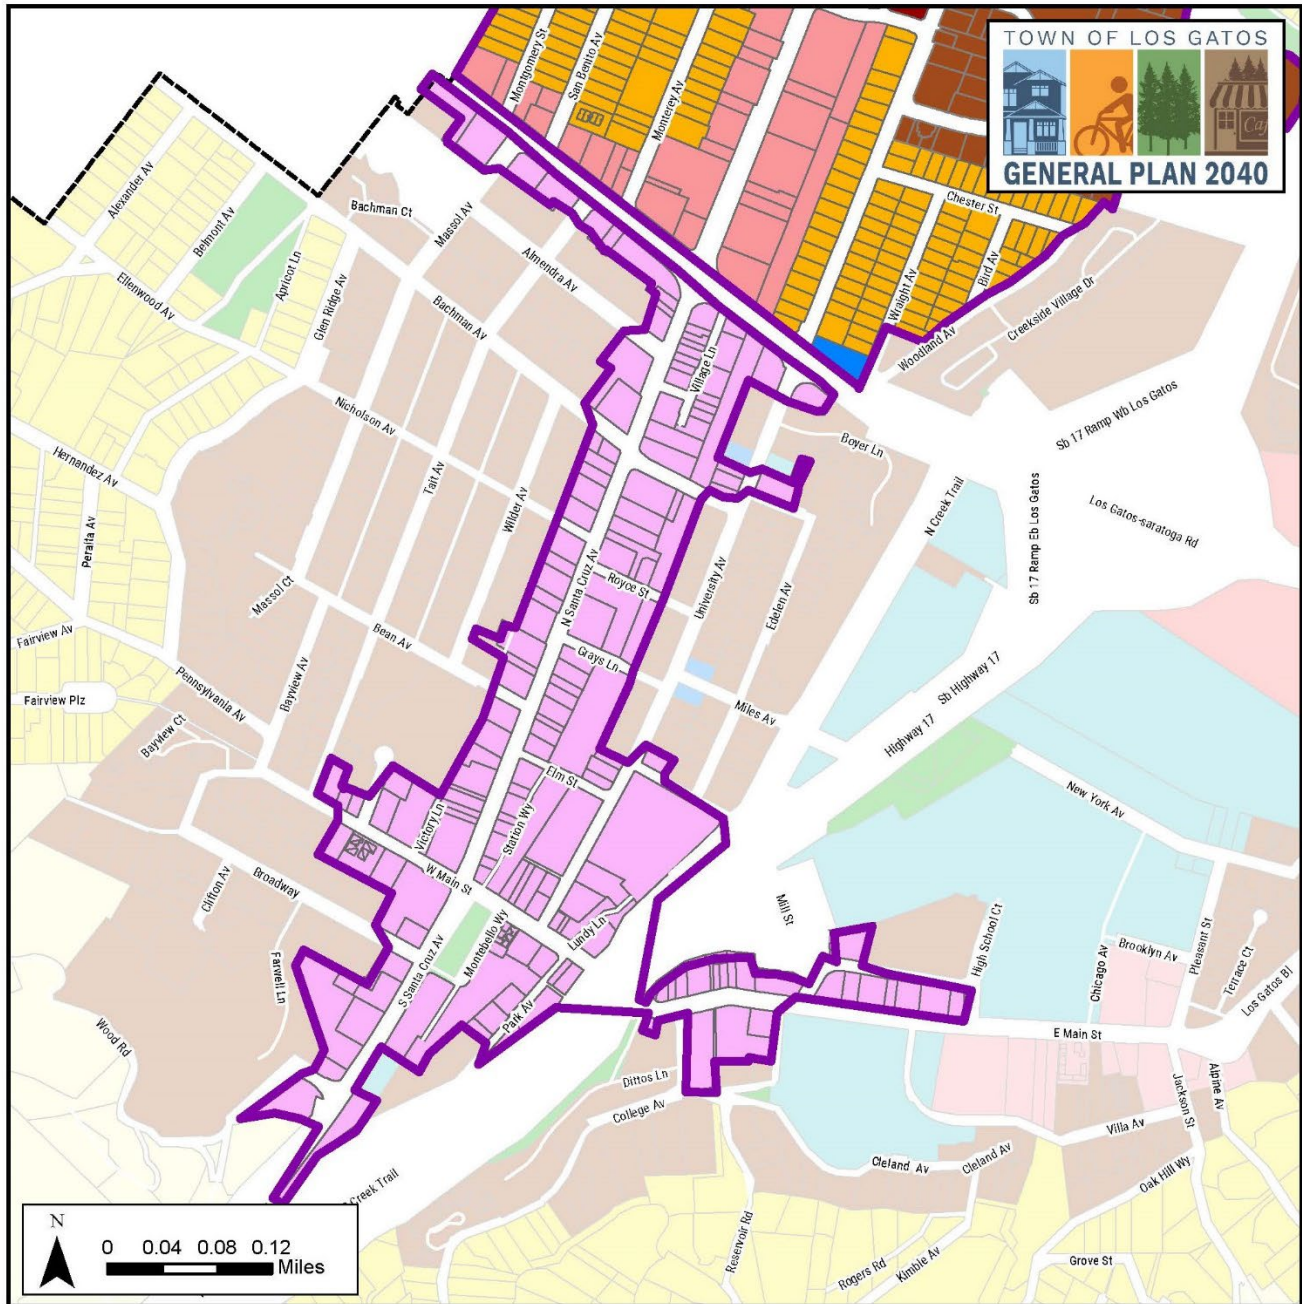 TOWN OF LOS GATOS
Caf
GENERAL PLAN 2040
Montgomery St
San Benito Av
Monterey Av
Chester St
Alexander Av
Belmont Av
Apricot Ln
Glen Ridge Av
Ellenwood Av
Bachman Ct
Massol Av
Almendra Av
Bachman Av
Wraight Av
Bird Av
Woodland Av
Creekside Village Dr
Village Ln
Nicholson Av
Tait Av
Wilder Av
Hernandez Av
Peralta Av
Boyer Ln
Sb 17 Ramp Wb Los Gatos
N Creek Trail
Sb 17 Ramp Eb Los Gatos
Los Gatos-saratoga Rd
N Santa Cruz Av
Royce St
University Av
Edelen Av
Massol Ct
Bean Av
Grays Ln
Miles Av
Fairview Av
Fairview Plz
Pennsylvania Av
Bayview Av
Bayview Ct
Sb Highway 17
Highway 17
New York Av
Elm St
Station Wy
Victory Ln
W Main St
Broadway
Clifton Av
Farwell Ln
Wood Rd
S Santa Cruz Av
Montebello Wy
Lundy Ln
Park Av
Mill St
High School Ct
Chicago Av
Brooklyn Av
Pleasant St
Terrace Ct
Los Gatos Bl
E Main St
Dittos Ln
College Av
Jackson St
Alpine Av
Villa Av
Cleland Av
Cleland Av
Oak Hill Wy
Reservoir Rd
Rogers Rd
Kimble Av
Grove St
Creek Trail
N
0 0.04 0.08 0.12
Miles